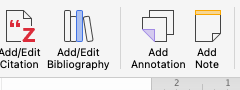 Add/Edit Citation
Add/Edit Bibliography
Add Annotation
Add Note
2 1